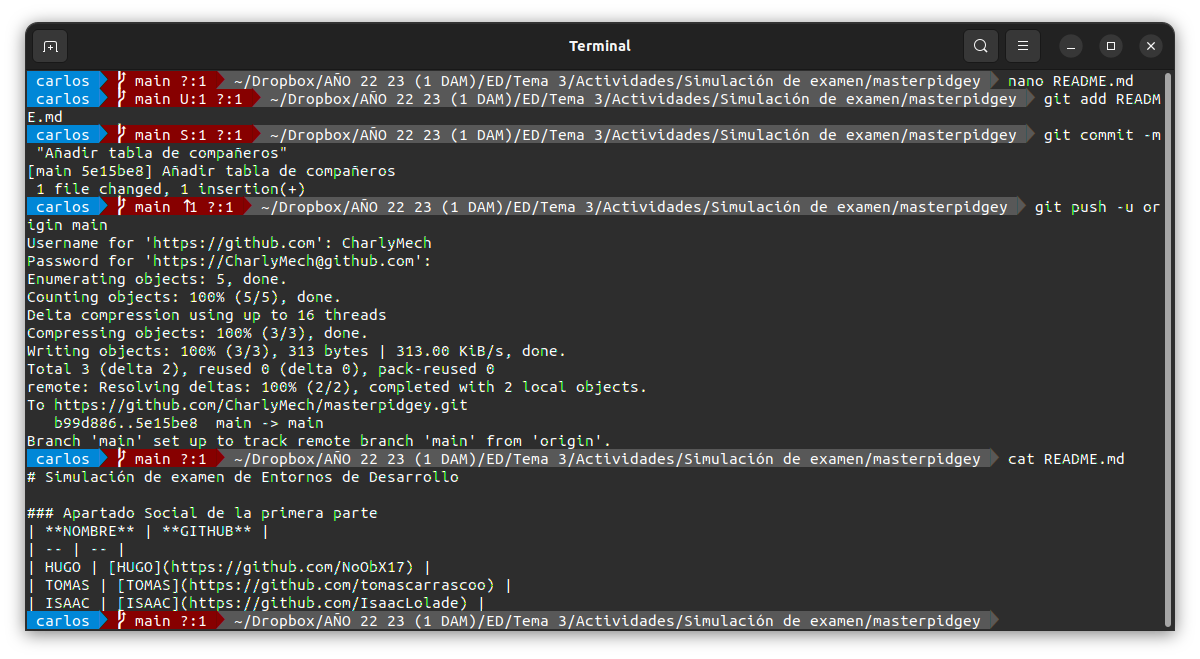 Terminal
carlos main ?:1 ~/Dropbox/AÑO 22 23 (1 DAM)/ED/Tema 3/Actividades/Simulación de examen/masterpidgey nano README.md
carlos main U:1 ?:1 ~/Dropbox/AÑO 22 23 (1 DAM)/ED/Tema 3/Actividades/Simulación de examen/masterpidgey git add READM
E.md
carlos main S:1 ?:1 ~/Dropbox/AÑO 22 23 (1 DAM)/ED/Tema 3/Actividades/Simulación de examen/masterpidgey git commit -m
"Añadir tabla de compañeros"
[main 5e15be8] Añadir tabla de compañeros
1 file changed, 1 insertion(+)
carlos main ↑1 ?:1 ~/Dropbox/AÑO 22 23 (1 DAM)/ED/Tema 3/Actividades/Simulación de examen/masterpidgey git push -u or
igin main
Username for 'https://github.com': CharlyMech
Password for 'https://CharlyMech@github.com':
Enumerating objects: 5, done.
Counting objects: 100% (5/5), done.
Delta compression using up to 16 threads
Compressing objects: 100% (3/3), done.
Writing objects: 100% (3/3), 313 bytes | 313.00 KiB/s, done.
Total 3 (delta 2), reused 0 (delta 0), pack-reused 0
remote: Resolving deltas: 100% (2/2), completed with 2 local objects.
To https://github.com/CharlyMech/masterpidgey.git
b99d886..5e15be8  main -> main
Branch 'main' set up to track remote branch 'main' from 'origin'.
carlos main ?:1 ~/Dropbox/AÑO 22 23 (1 DAM)/ED/Tema 3/Actividades/Simulación de examen/masterpidgey cat README.md
# Simulación de examen de Entornos de Desarrollo
### Apartado Social de la primera parte
| **NOMBRE** | **GITHUB** |
| -- | -- |
| HUGO | [HUGO](https://github.com/NoObX17) |
| TOMAS | [TOMAS](https://github.com/tomascarrascoo) |
| ISAAC | [ISAAC](https://github.com/IsaacLolade) |
carlos main ?:1 ~/Dropbox/AÑO 22 23 (1 DAM)/ED/Tema 3/Actividades/Simulación de examen/masterpidgey